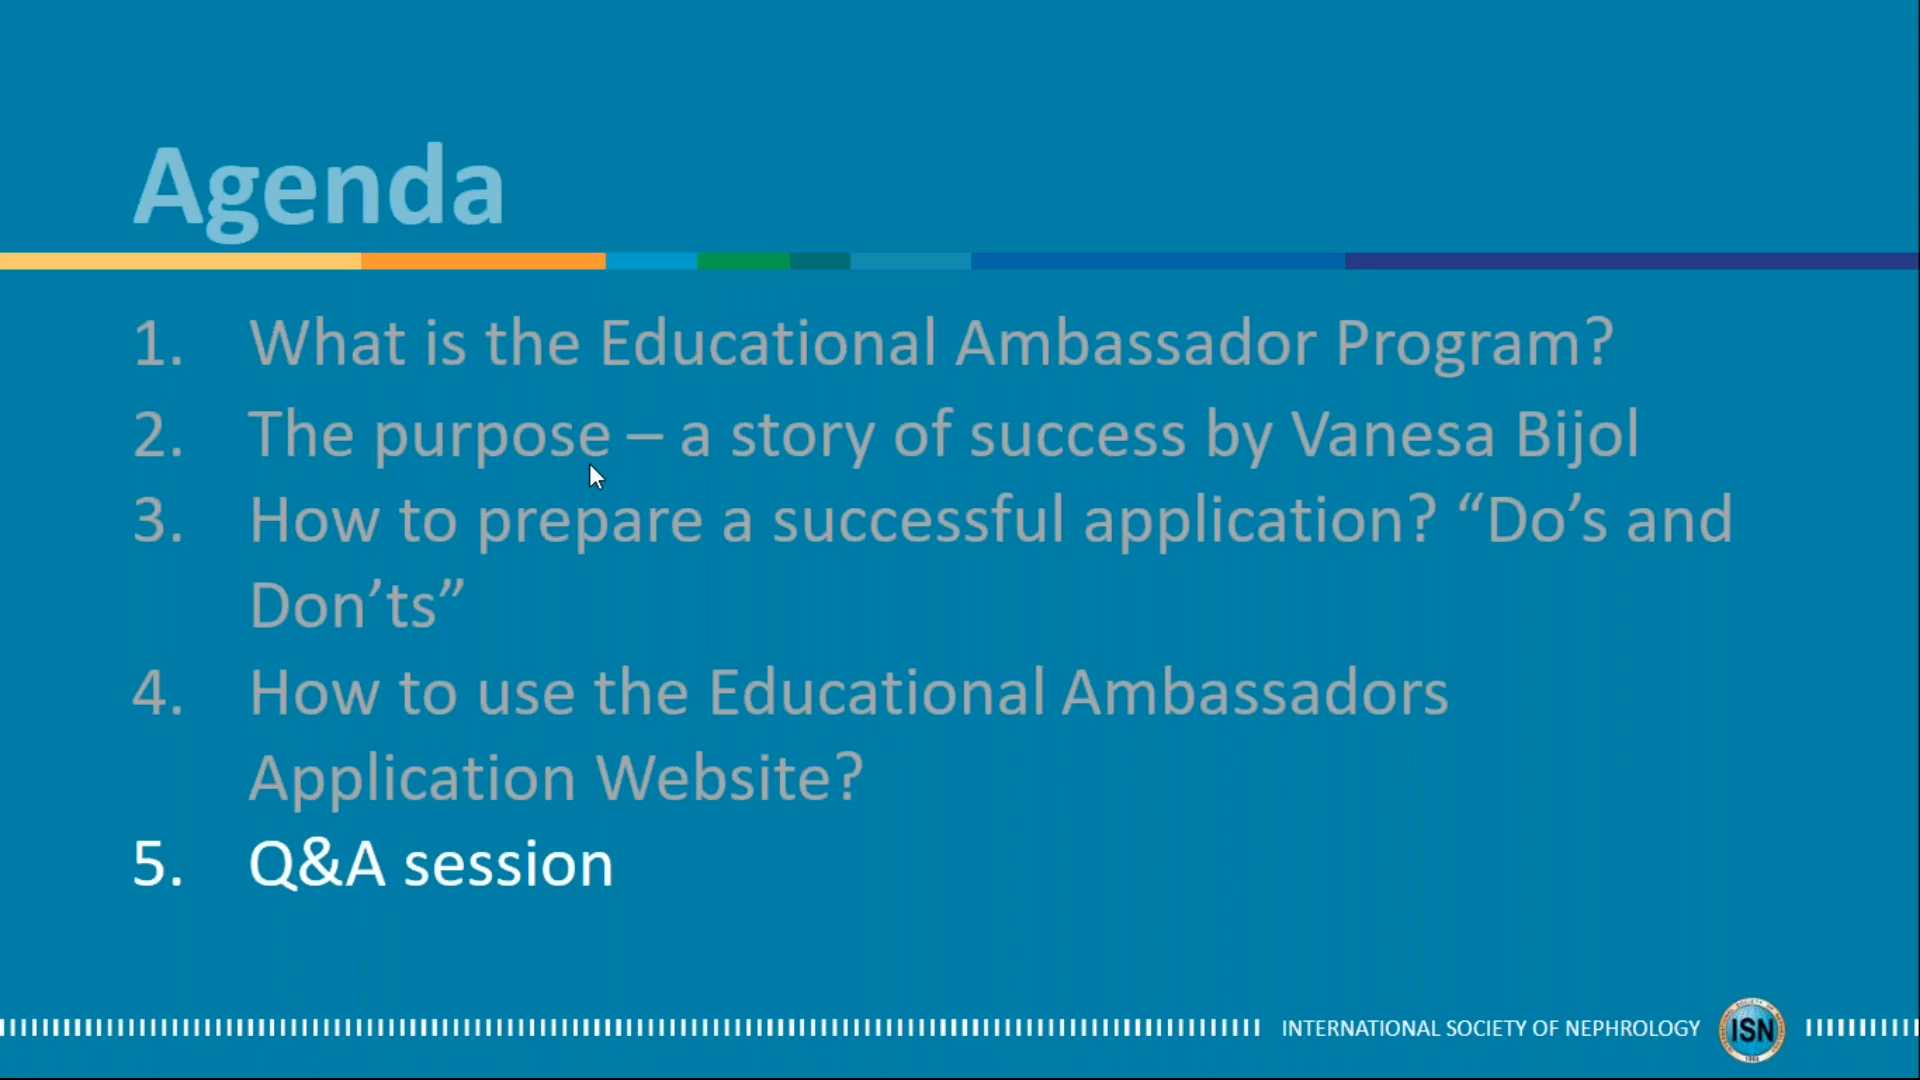 Agenda
1. What is the Educational Ambassador Program?
2. The purpose – a story of success by Vanesa Bijol
3. How to prepare a successful application? “Do’s and
Don’ts”
4. How to use the Educational Ambassadors
Application Website?
5. Q&A session
INTERNATIONAL SOCIETY OF NEPHROLOGY
ISN